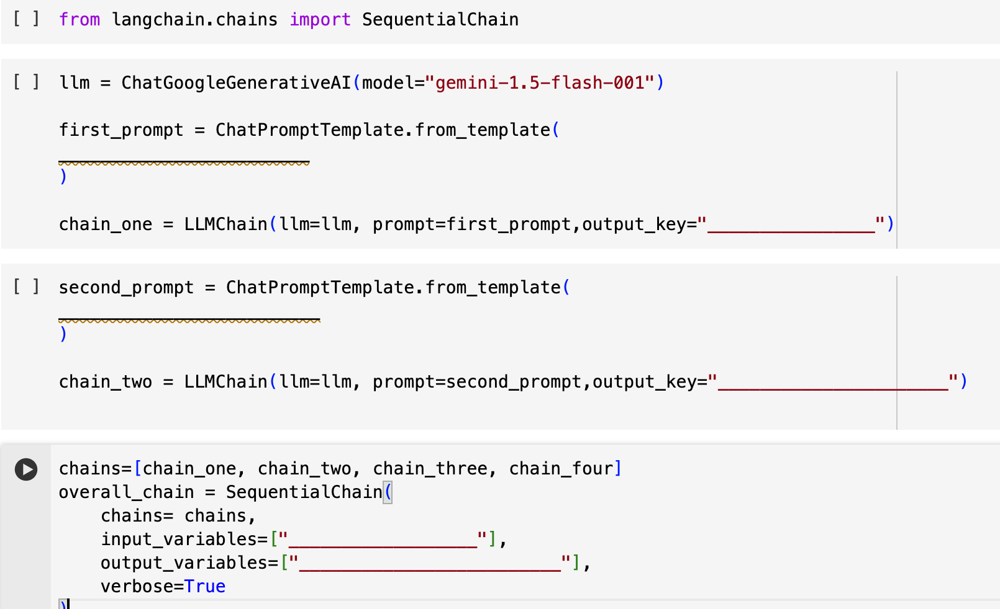 [ ] from langchain.chains import SequentialChain
[ ] llm = ChatGoogleGenerativeAI(model="gemini-1.5-flash-001")
first_prompt = ChatPromptTemplate.from_template(
________________________
)
chain_one = LLMChain(llm=llm, prompt=first_prompt,output_key="________________")
[ ] second_prompt = ChatPromptTemplate.from_template(
_________________________
)
chain_two = LLMChain(llm=llm, prompt=second_prompt,output_key="______________________")
chains=[chain_one, chain_two, chain_three, chain_four]
overall_chain = SequentialChain(
    chains= chains,
    input_variables=["__________________"],
    output_variables=["_________________________"],
    verbose=True
)